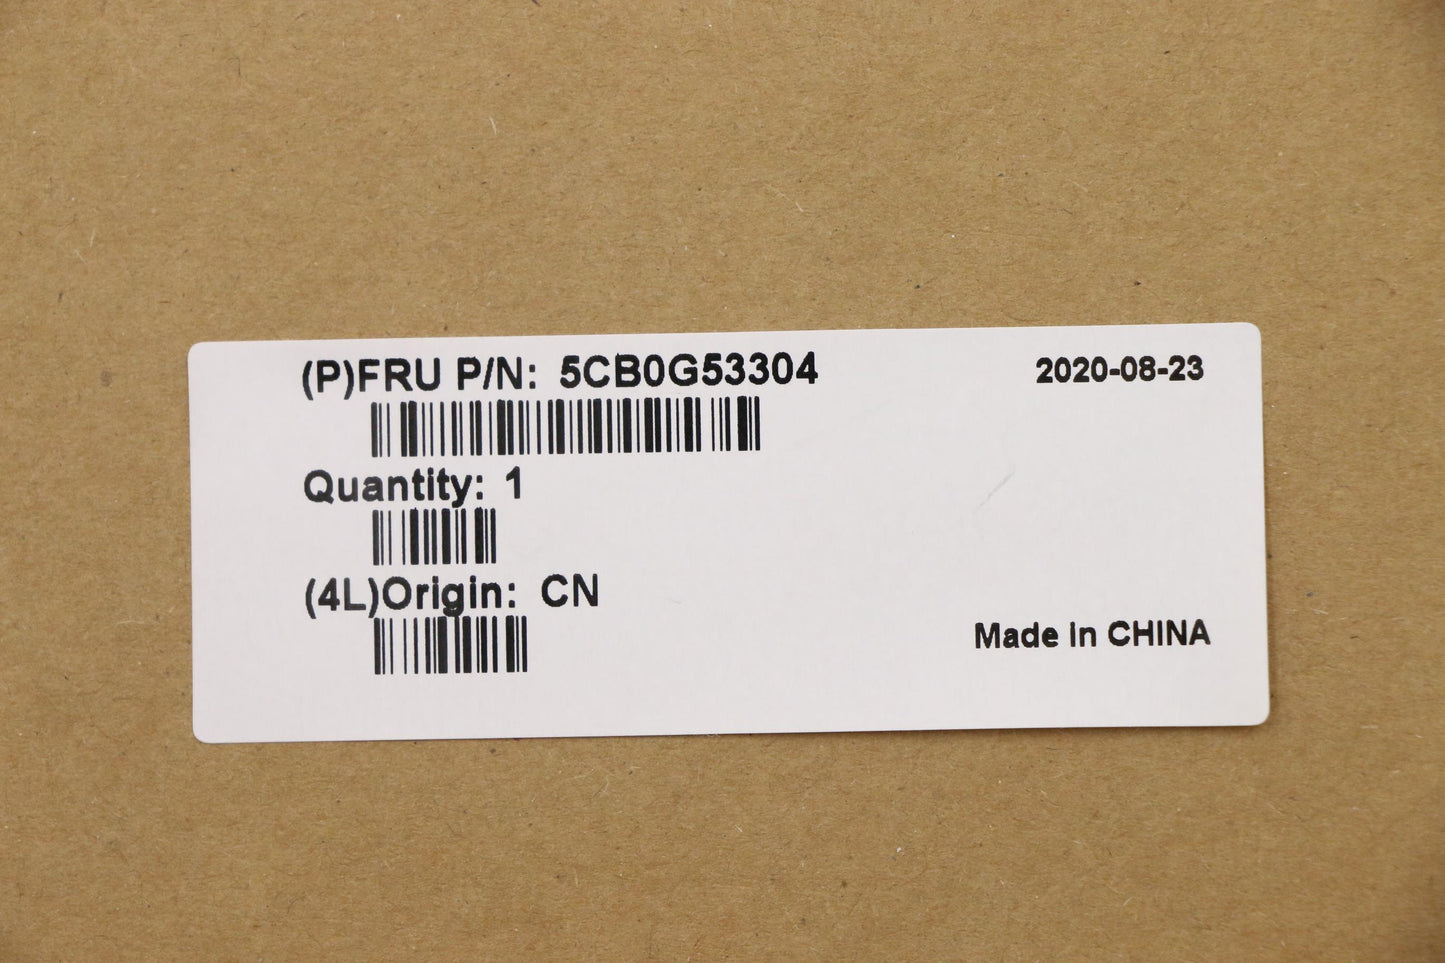 (P)FRU P/N: 5CB0G53304
2020-08-23
Quantity: 1
(4L)Origin: CN
Made in CHINA